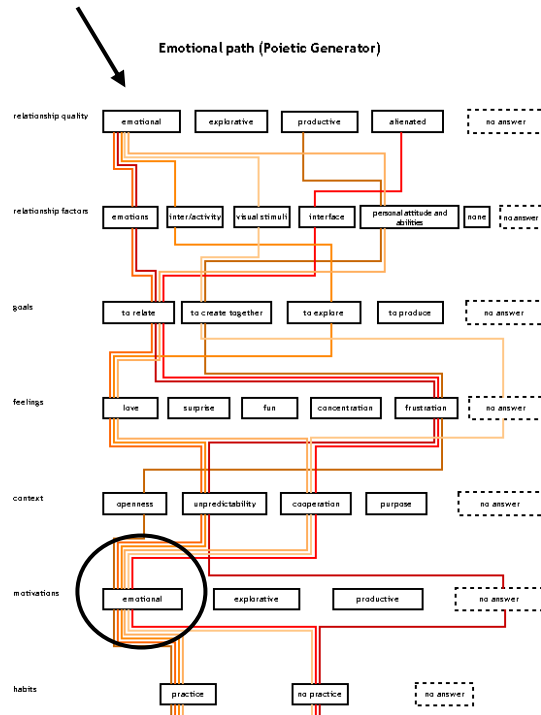 Emotional path (Poietic Generator)
relationship quality
emotional
explorative
productive
alienated
no answer
relationship factors
emotions
inter/activity
visual stimuli
interface
personal attitude and
abilities
none
no answer
goals
to relate
to create together
to explore
to produce
no answer
feelings
love
surprise
fun
concentration
frustration
no answer
context
openness
unpredictability
cooperation
purpose
no answer
motivations
emotional
explorative
productive
no answer
habits
practice
no practice
no answer